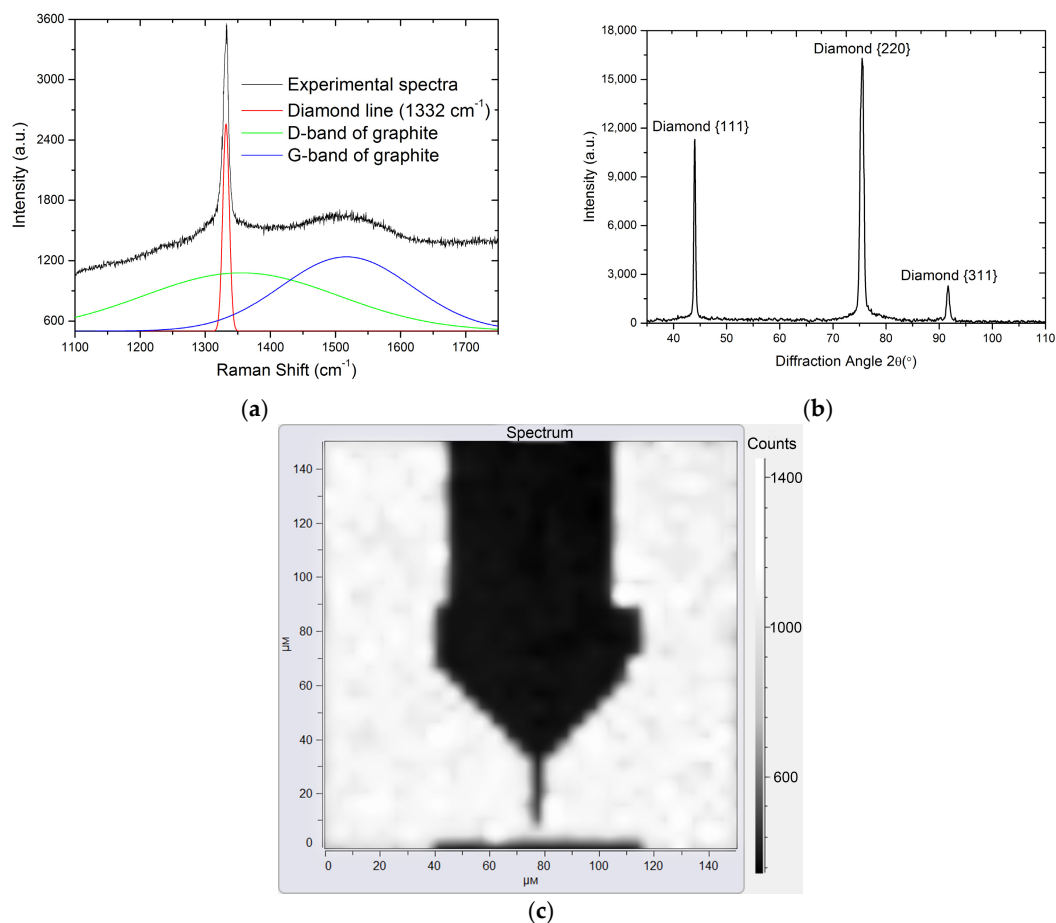 3600
3000
2400
1800
1200
600
Intensity (a.u.)
Experimental spectra
Diamond line (1332 cm⁻¹)
D-band of graphite
G-band of graphite
1100 1200 1300 1400 1500 1600 1700
Raman Shift (cm⁻¹)
(a)
18,000
15,000
12,000
9,000
6,000
3,000
0
Intensity (a.u.)
Diamond {220}
Diamond {111}
Diamond {311}
40 50 60 70 80 90 100 110
Diffraction Angle 2θ(°)
(b)
Spectrum
Counts
140
120
100
80
60
40
20
0
µм
0 20 40 60 80 100 120 140
µм
1400
1000
600
(c)